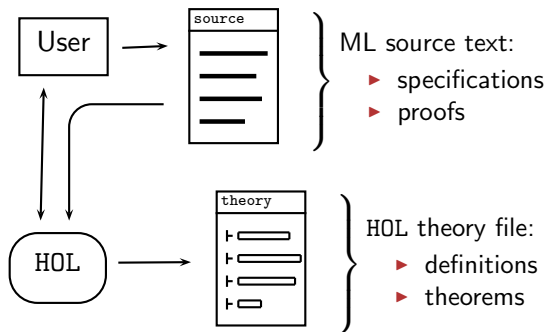 source
User
ML source text:
▶ specifications
▶ proofs
theory
HOL
HOL theory file:
▶ definitions
▶ theorems